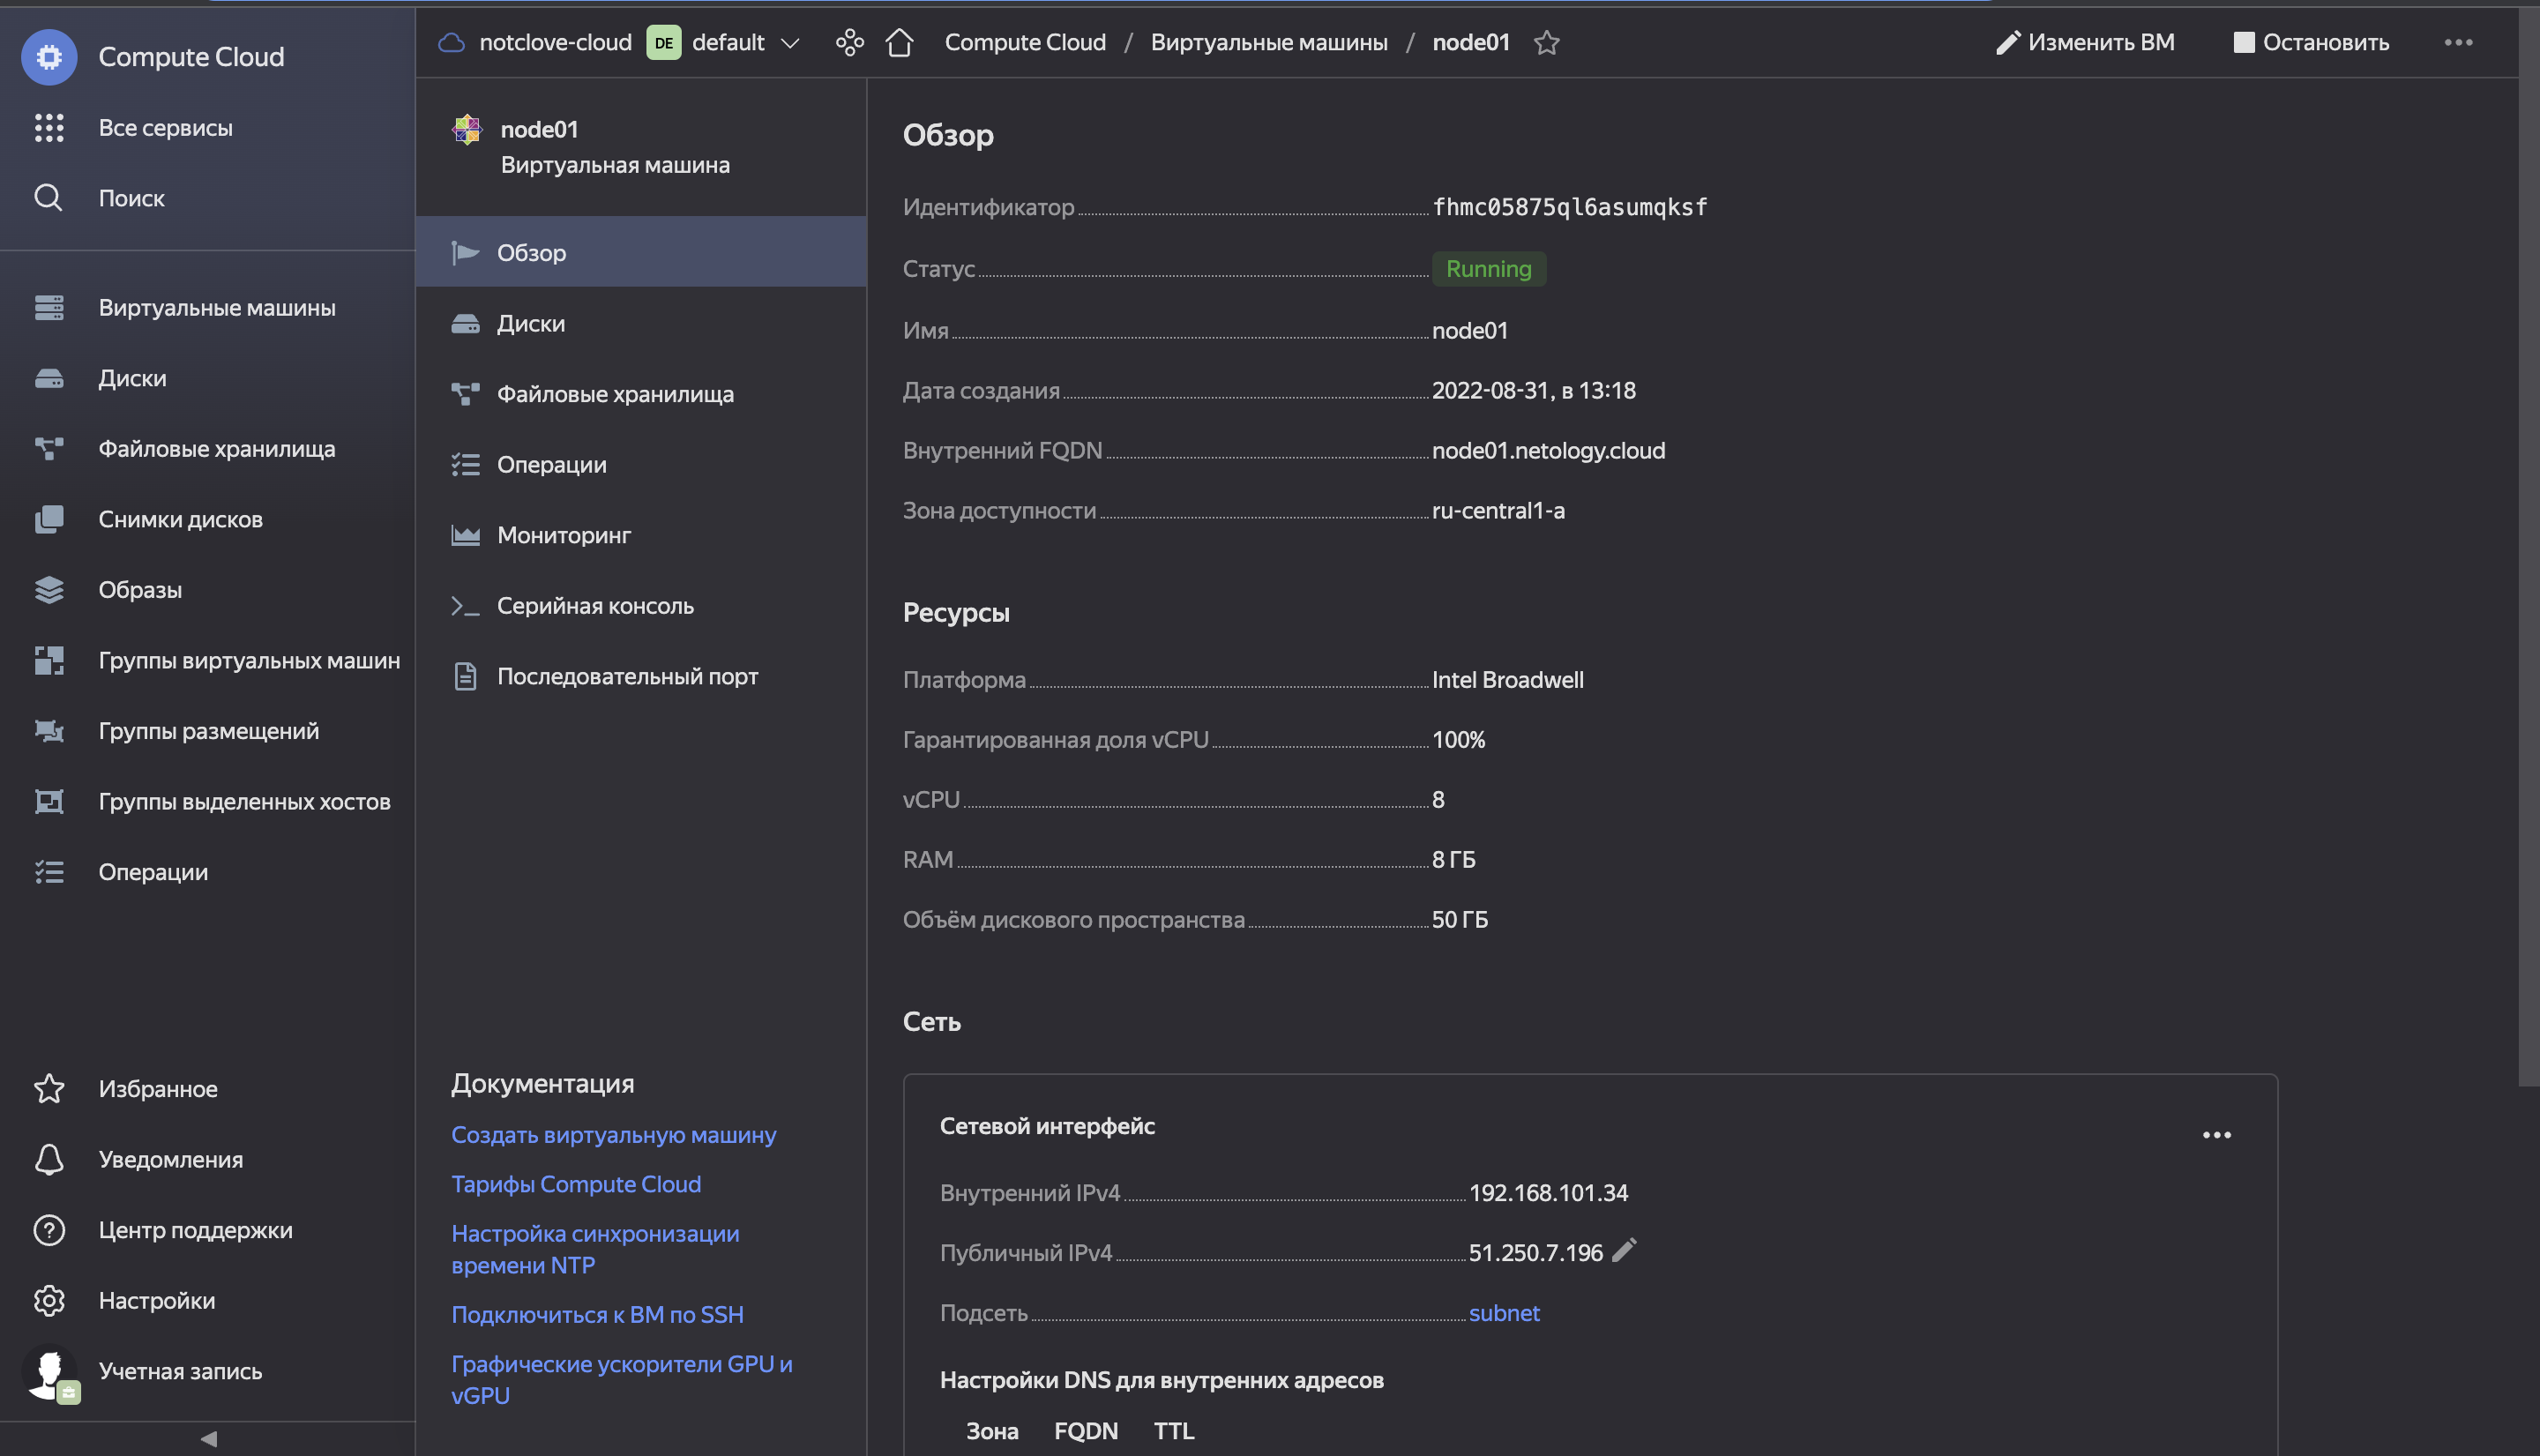 Compute Cloud
Все сервисы
Поиск
Виртуальные машины
Диски
Файловые хранилища
Снимки дисков
Образы
Группы виртуальных машин
Группы размещений
Группы выделенных хостов
Операции
Избранное
Уведомления
Центр поддержки
Настройки
Учетная запись
notclove-cloud DE default Compute Cloud / Виртуальные машины / node01 Изменить ВМ Остановить
node01
Виртуальная машина
Обзор
Диски
Файловые хранилища
Операции
Мониторинг
Серийная консоль
Последовательный порт
Документация
Создать виртуальную машину
Тарифы Compute Cloud
Настройка синхронизации
времени NTP
Подключиться к ВМ по SSH
Графические ускорители GPU и
vGPU
Обзор
Идентификатор fhmc05875ql6asumqksf
Статус Running
Имя node01
Дата создания 2022-08-31, в 13:18
Внутренний FQDN node01.netology.cloud
Зона доступности ru-central1-a
Ресурсы
Платформа Intel Broadwell
Гарантированная доля vCPU 100%
vCPU 8
RAM 8 ГБ
Объём дискового пространства 50 ГБ
Сеть
Сетевой интерфейс
Внутренний IPv4 192.168.101.34
Публичный IPv4 51.250.7.196
Подсеть subnet
Настройки DNS для внутренних адресов
Зона FQDN TTL